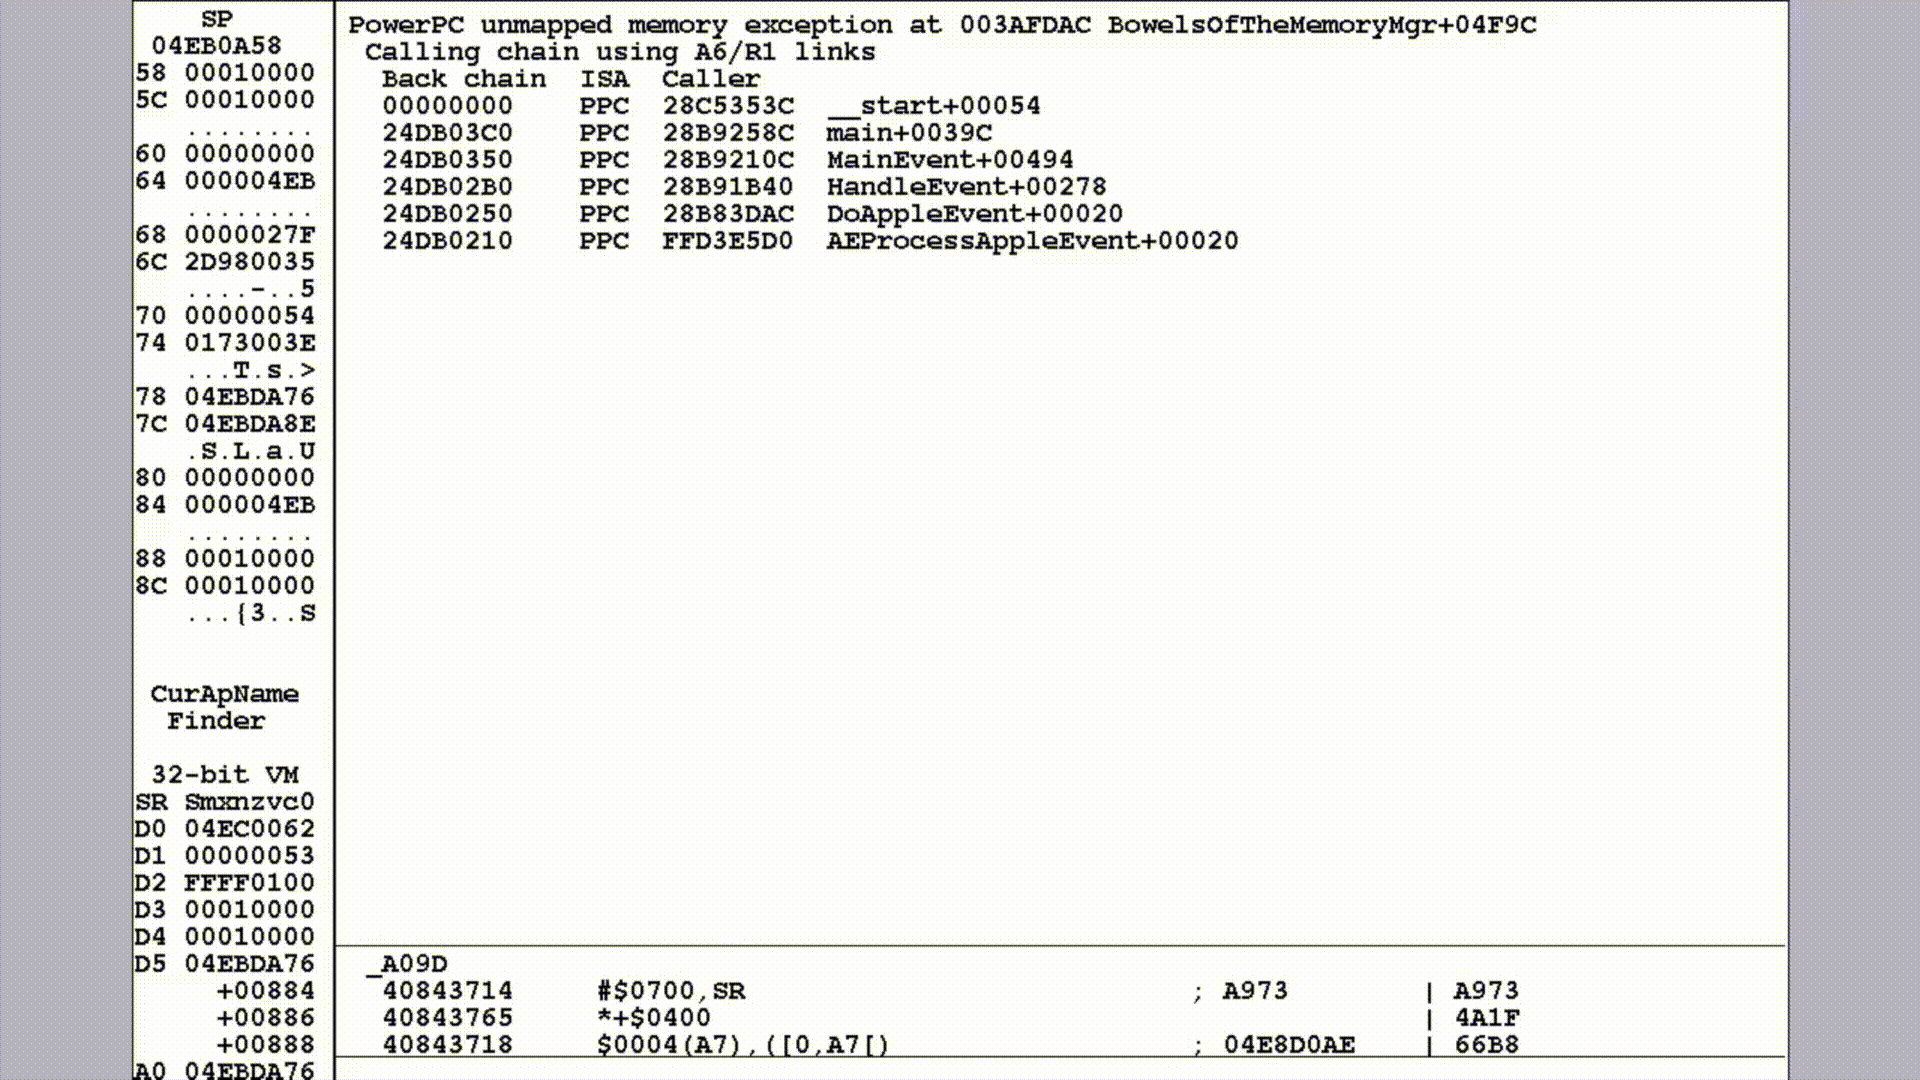 SP
04EB0A58
58 00010000
5C 00010000
........
60 00000000
64 000004EB
........
68 0000027F
6C 2D980035
....-..5
70 00000054
74 0173003E
...T.s.>
78 04EBDA76
7C 04EBDA8E
.S.L.a.U
80 00000000
84 000004EB
........
88 00010000
8C 00010000
...{3..S
CurApName
Finder
32-bit VM
SR Smxnzvc0
D0 04EC0062
D1 00000053
D2 FFFF0100
D3 00010000
D4 00010000
D5 04EBDA76
A0 04EBDA76
PowerPC unmapped memory exception at 003AFDAC BowelsOfTheMemoryMgr+04F9C
Calling chain using A6/R1 links
Back chain ISA Caller
00000000 PPC 28C5353C __start+00054
24DB03C0 PPC 28B9258C main+0039C
24DB0350 PPC 28B9210C MainEvent+00494
24DB02B0 PPC 28B91B40 HandleEvent+00278
24DB0250 PPC 28B83DAC DoAppleEvent+00020
24DB0210 PPC FFD3E5D0 AEProcessAppleEvent+00020
_A09D
+00884 40843714 #$0700,SR ; A973 | A973
+00886 40843765 *+$0400 | 4A1F
+00888 40843718 $0004(A7),([0,A7[) ; 04E8D0AE | 66B8